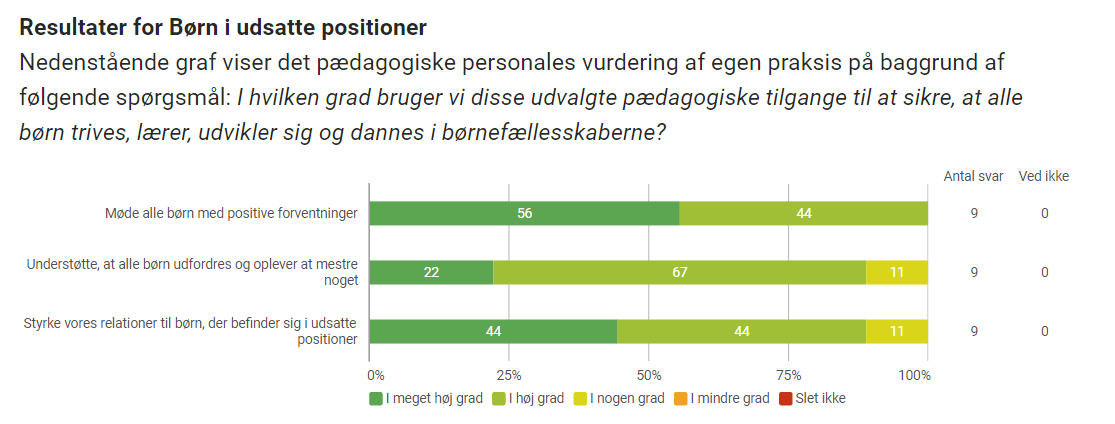 Resultater for Børn i udsatte positioner
Nedenstående graf viser det pædagogiske personales vurdering af egen praksis på baggrund af
følgende spørgsmål: I hvilken grad bruger vi disse udvalgte pædagogiske tilgange til at sikre, at alle
børn trives, lærer, udvikler sig og dannes i børnefællesskaberne?
Antal svar Ved ikke
Møde alle børn med positive forventninger 56 44 9 0
Understøtte, at alle børn udfordres og oplever at mestre
noget 22 67 11 9 0
Styrke vores relationer til børn, der befinder sig i udsatte
positioner 44 44 11 9 0
0% 25% 50% 75% 100%
I meget høj grad I høj grad I nogen grad I mindre grad Slet ikke